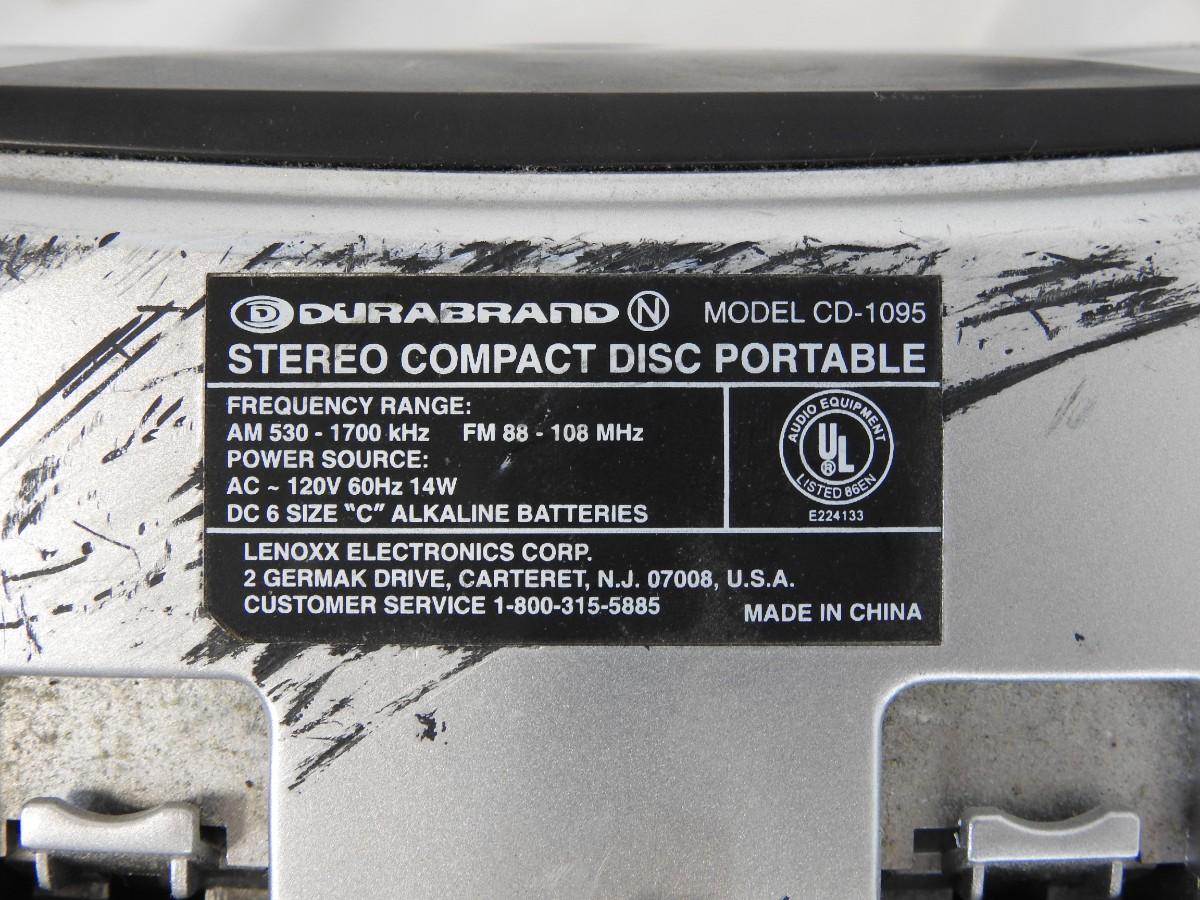 D DURABRAND N MODEL CD-1095
STEREO COMPACT DISC PORTABLE
FREQUENCY RANGE:
AM 530 - 1700 kHz FM 88 - 108 MHz
POWER SOURCE:
AC ~ 120V 60Hz 14W
DC 6 SIZE "C" ALKALINE BATTERIES
AUDIO EQUIPMENT
UL ®
LISTED 86EN
E224133
LENOXX ELECTRONICS CORP.
2 GERMAK DRIVE, CARTERET, N.J. 07008, U.S.A.
CUSTOMER SERVICE 1-800-315-5885
MADE IN CHINA